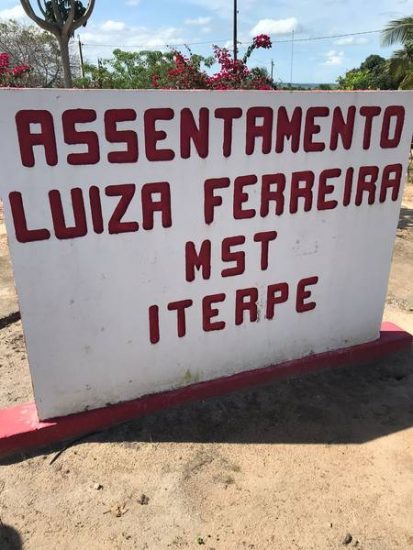 ASSENTAMENTO
LUIZA FERREIRA
MST
ITERPE